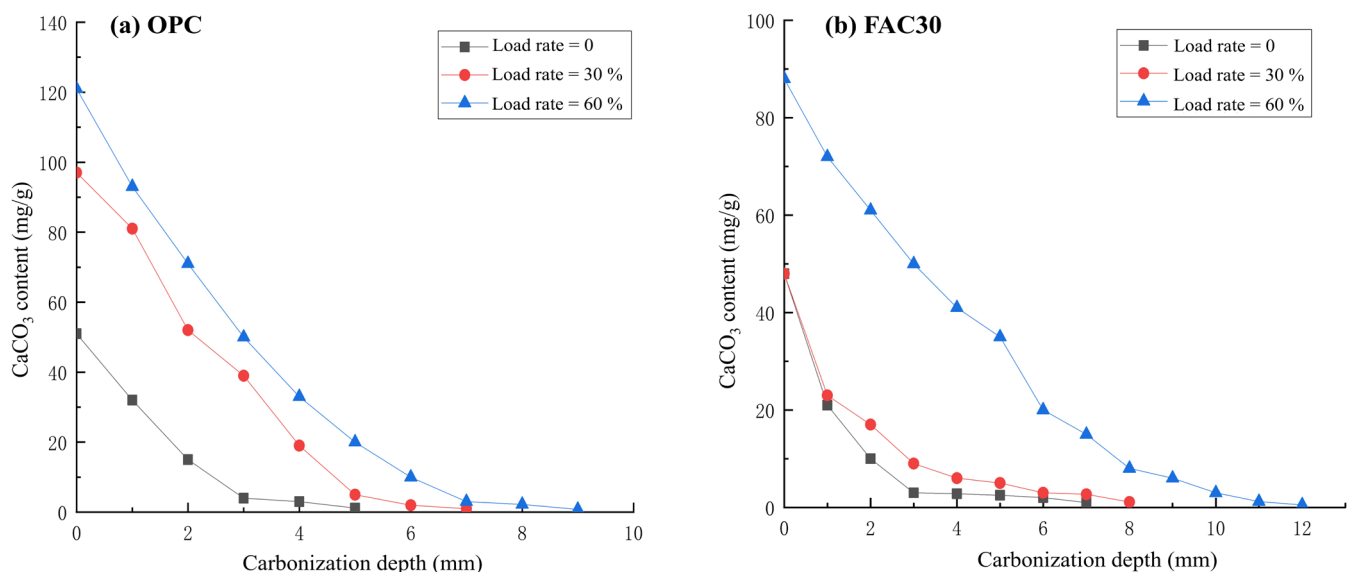 (a) OPC
Load rate = 0
Load rate = 30 %
Load rate = 60 %
140
120
100
80
60
40
20
0
CaCO₃ content (mg/g)
0 2 4 6 8 10
Carbonization depth (mm)
(b) FAC30
Load rate = 0
Load rate = 30 %
Load rate = 60 %
100
80
60
40
20
0
CaCO₃ content (mg/g)
0 2 4 6 8 10 12
Carbonization depth (mm)